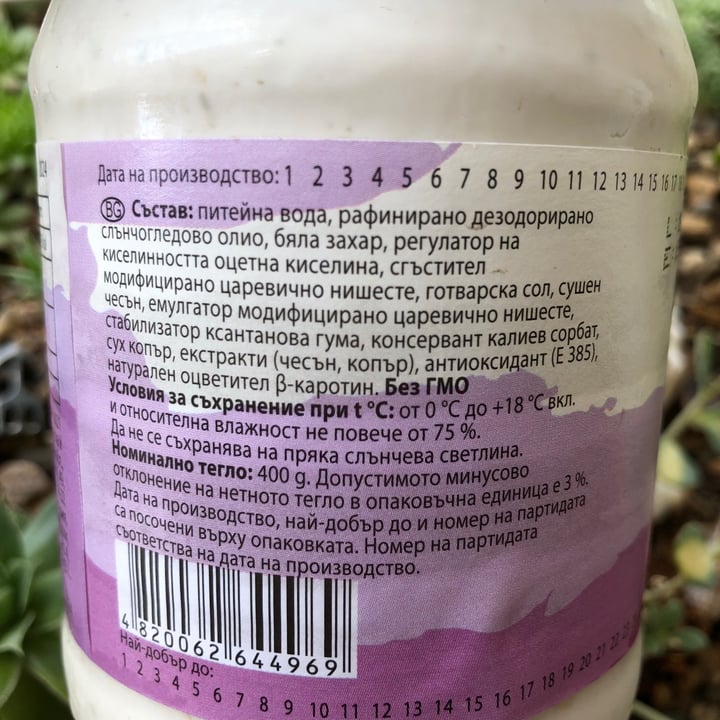 Дата на производство: 1 2 3 4 5 6 7 8 9 10 11 12 13 14 15 16 17
BG Състав: питейна вода, рафинирано дезодорирано
слънчогледово олио, бяла захар, регулатор на
киселинността оцетна киселина, сгъстител
модифицирано царевично нишесте, готварска сол, сушен
чесън, емулгатор модифицирано царевично нишесте,
стабилизатор ксантанова гума, консервант калиев сорбат,
сух копър, екстракти (чесън, копър), антиоксидант (Е 385),
натурален оцветител β-каротин. Без ГМО
Условия за съхранение при t °C: от 0 °C до +18 °C вкл.
и относителна влажност не повече от 75 %.
Да не се съхранява на пряка слънчева светлина.
Номинално тегло: 400 g. Допустимото минусово
отклонение на нетното тегло в опаковъчна единица е 3 %.
Дата на производство, най-добър до и номер на партидата
са посочени върху опаковката. Номер на партидата
съответства на дата на производство.
4 820062 644969
Най-добър до:
1 2 3 4 5 6 7 8 9 10 11 12 13 14 15 16 17 18 19 20 21 22 23